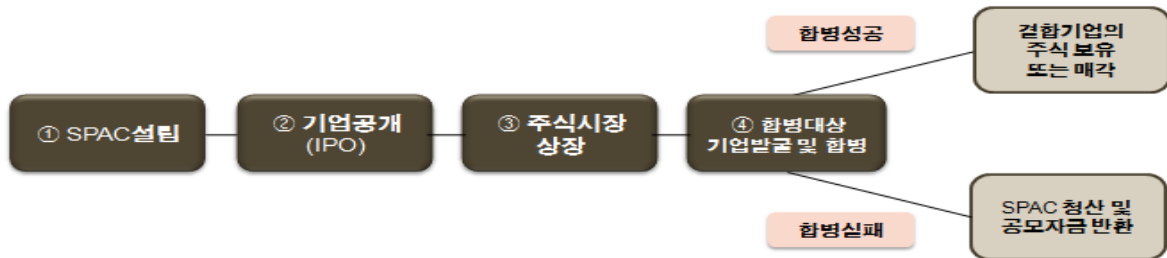 합병성공
결합기업의
주식 보유
또는 매각
① SPAC설립
② 기업공개
(IPO)
③ 주식시장
상장
④ 합병대상
기업발굴 및 합병
합병실패
SPAC 청산 및
공모자금 반환